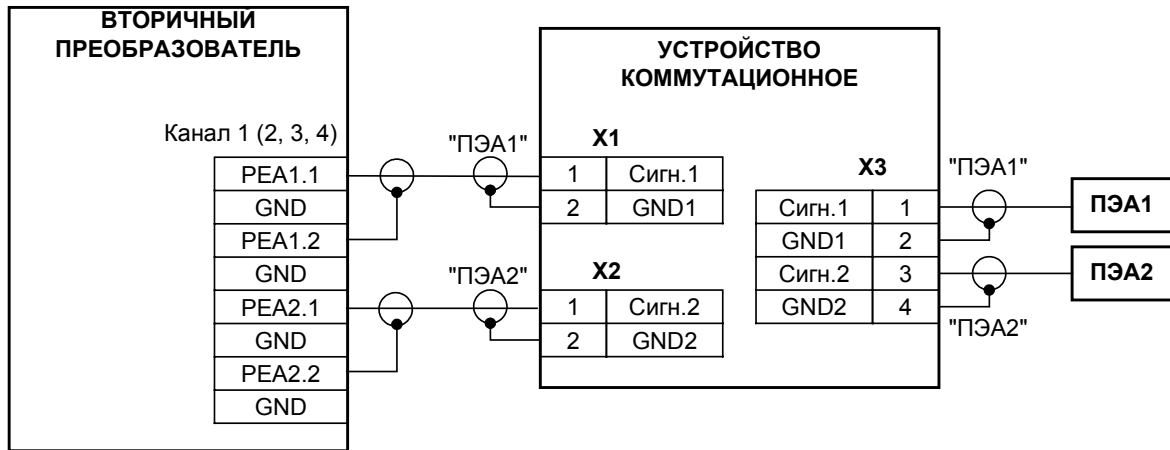 ВТОРИЧНЫЙ
ПРЕОБРАЗОВАТЕЛЬ
Канал 1 (2, 3, 4)
PEA1.1
GND
PEA1.2
GND
PEA2.1
GND
PEA2.2
GND
"ПЭА1"
"ПЭА2"
УСТРОЙСТВО
КОММУТАЦИОННОЕ
X1
1 Сигн.1
2 GND1
X2
1 Сигн.2
2 GND2
X3
Сигн.1 1
GND1 2
Сигн.2 3
GND2 4
"ПЭА1"
"ПЭА2"
ПЭА1
ПЭА2